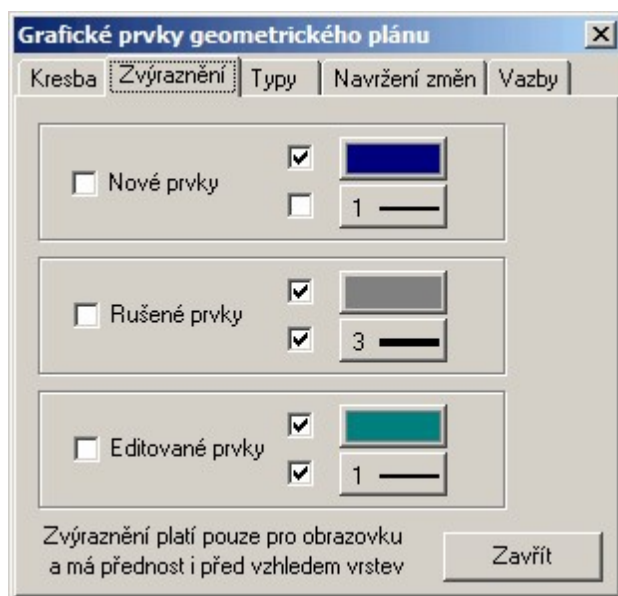 Grafické prvky geometrického plánu
Kresba Zvýraznění Typy Navržení změn Vazby
Nové prvky
1
Rušené prvky
3
Editované prvky
1
Zvýraznění platí pouze pro obrazovku
a má přednost i před vzhledem vrstev
Zavřít